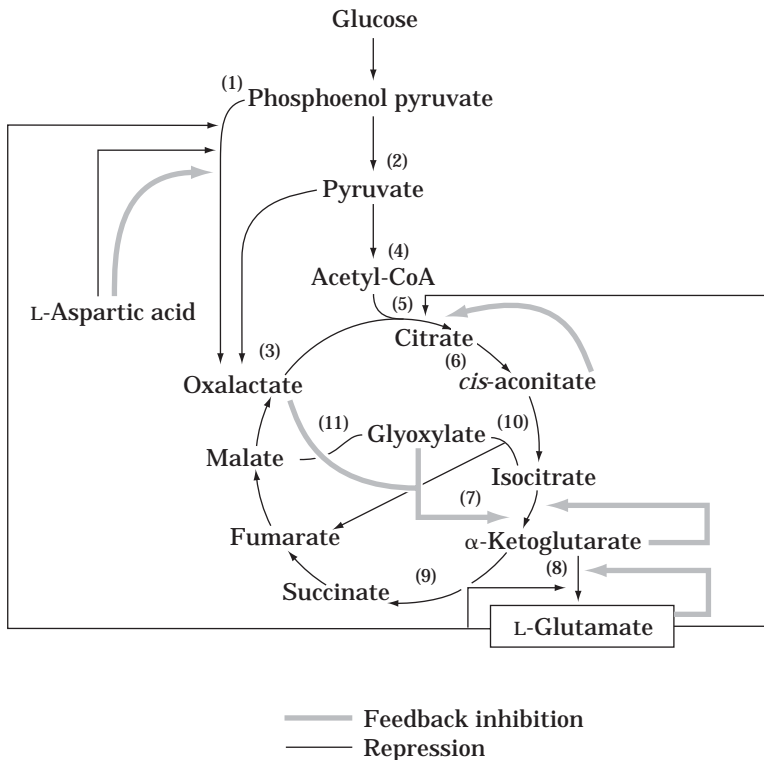 Glucose
(1)
Phosphoenol pyruvate
(2)
Pyruvate
(4)
Acetyl-CoA
L-Aspartic acid
(5)
Citrate
(3)
(6)
cis-aconitate
Oxalactate
(11)
Glyoxylate
(10)
Malate
Isocitrate
(7)
Fumarate
α-Ketoglutarate
(8)
(9)
Succinate
L-Glutamate
Feedback inhibition
Repression